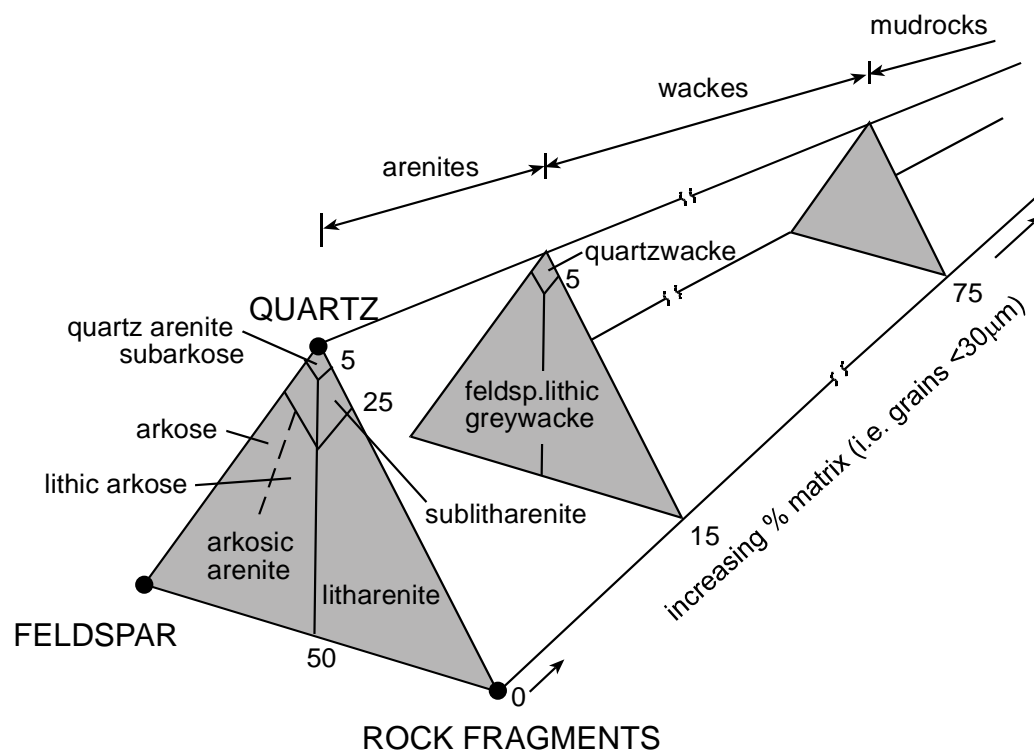 mudrocks
wackes
arenites
quartzwacke
5
QUARTZ
quartz arenite
subarkose
5
25
75
feldsp.lithic
greywacke
arkose
lithic arkose
sublitharenite
arkosic
arenite
litharenite
15
increasing % matrix (i.e. grains <30µm)
FELDSPAR
50
0
ROCK FRAGMENTS